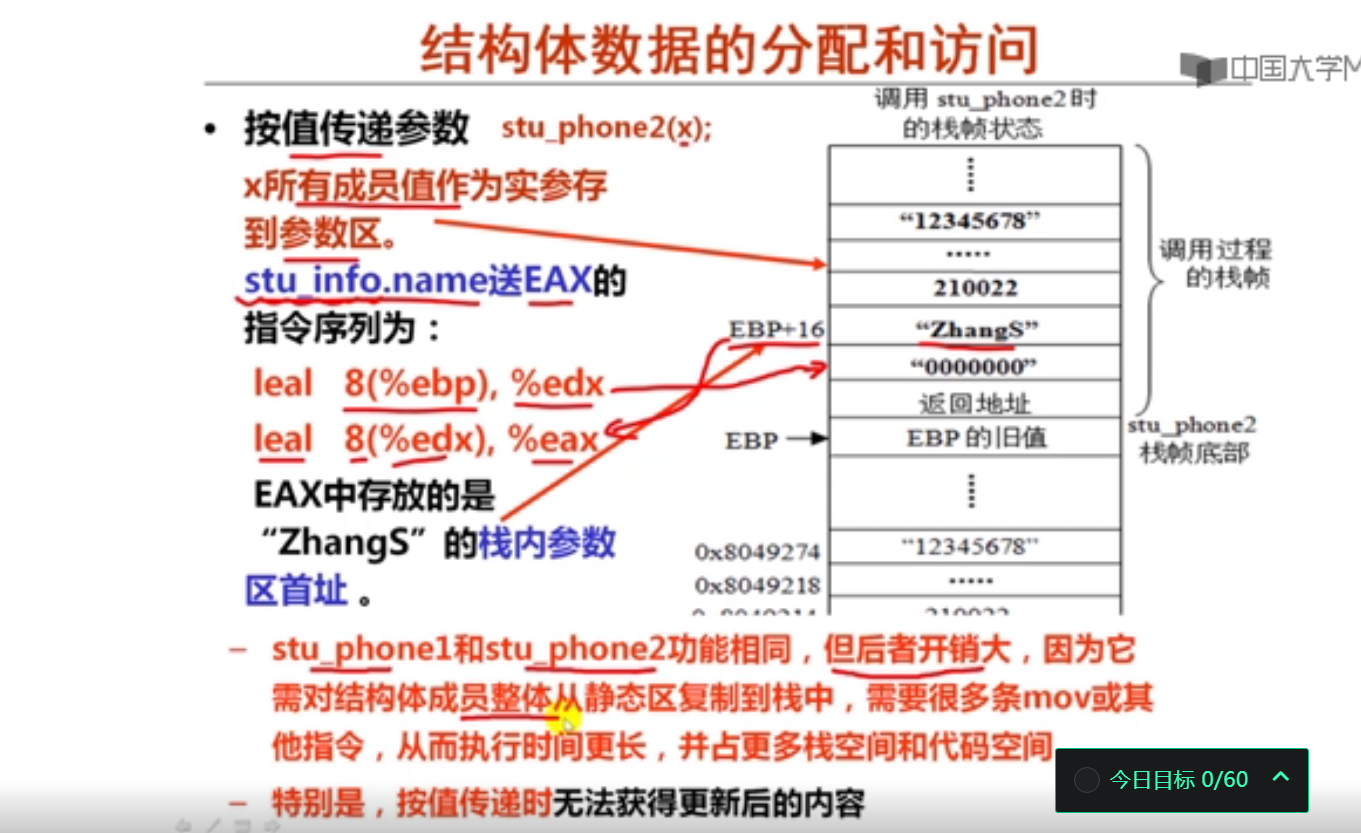 结构体数据的分配和访问
中国大学M
• 按值传递参数 stu_phone2(x);
x所有成员值作为实参存
到参数区。
stu_info.name送EAX的
指令序列为：
leal 8(%ebp), %edx
leal 8(%edx), %eax
EAX中存放的是
“ZhangS”的栈内参数
区首址。
调用 stu_phone2时
的栈帧状态
“12345678”
·····
210022
EBP+16 “ZhangS”
“0000000”
返回地址
EBP EBP 的旧值
调用过程
的栈帧
stu_phone2
栈帧底部
0x8049274 “12345678”
0x8049218 ·····
210022
– stu_phone1和stu_phone2功能相同，但后者开销大，因为它
需对结构体成员整体从静态区复制到栈中，需要很多条mov或其
他指令，从而执行时间更长，并占更多栈空间和代码空间
– 特别是，按值传递时无法获得更新后的内容
今日目标 0/60